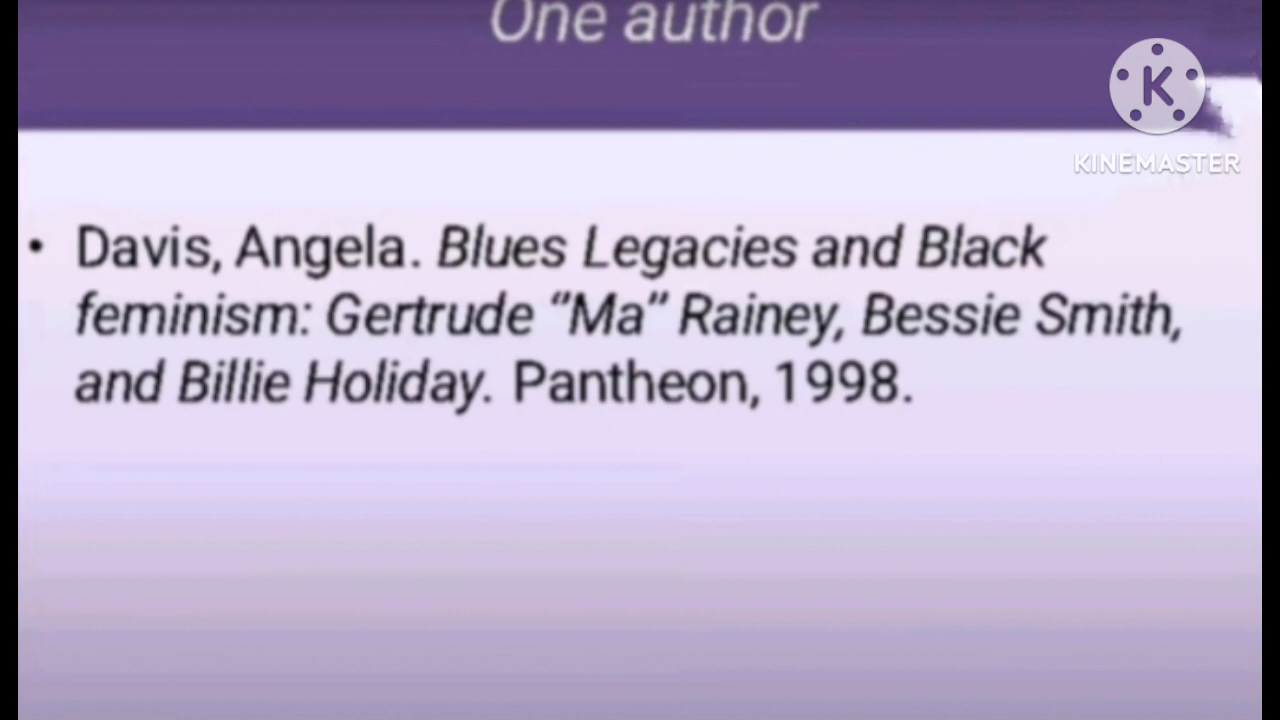 One author
K
KINEMASTER
• Davis, Angela. Blues Legacies and Black
feminism: Gertrude “Ma” Rainey, Bessie Smith,
and Billie Holiday. Pantheon, 1998.